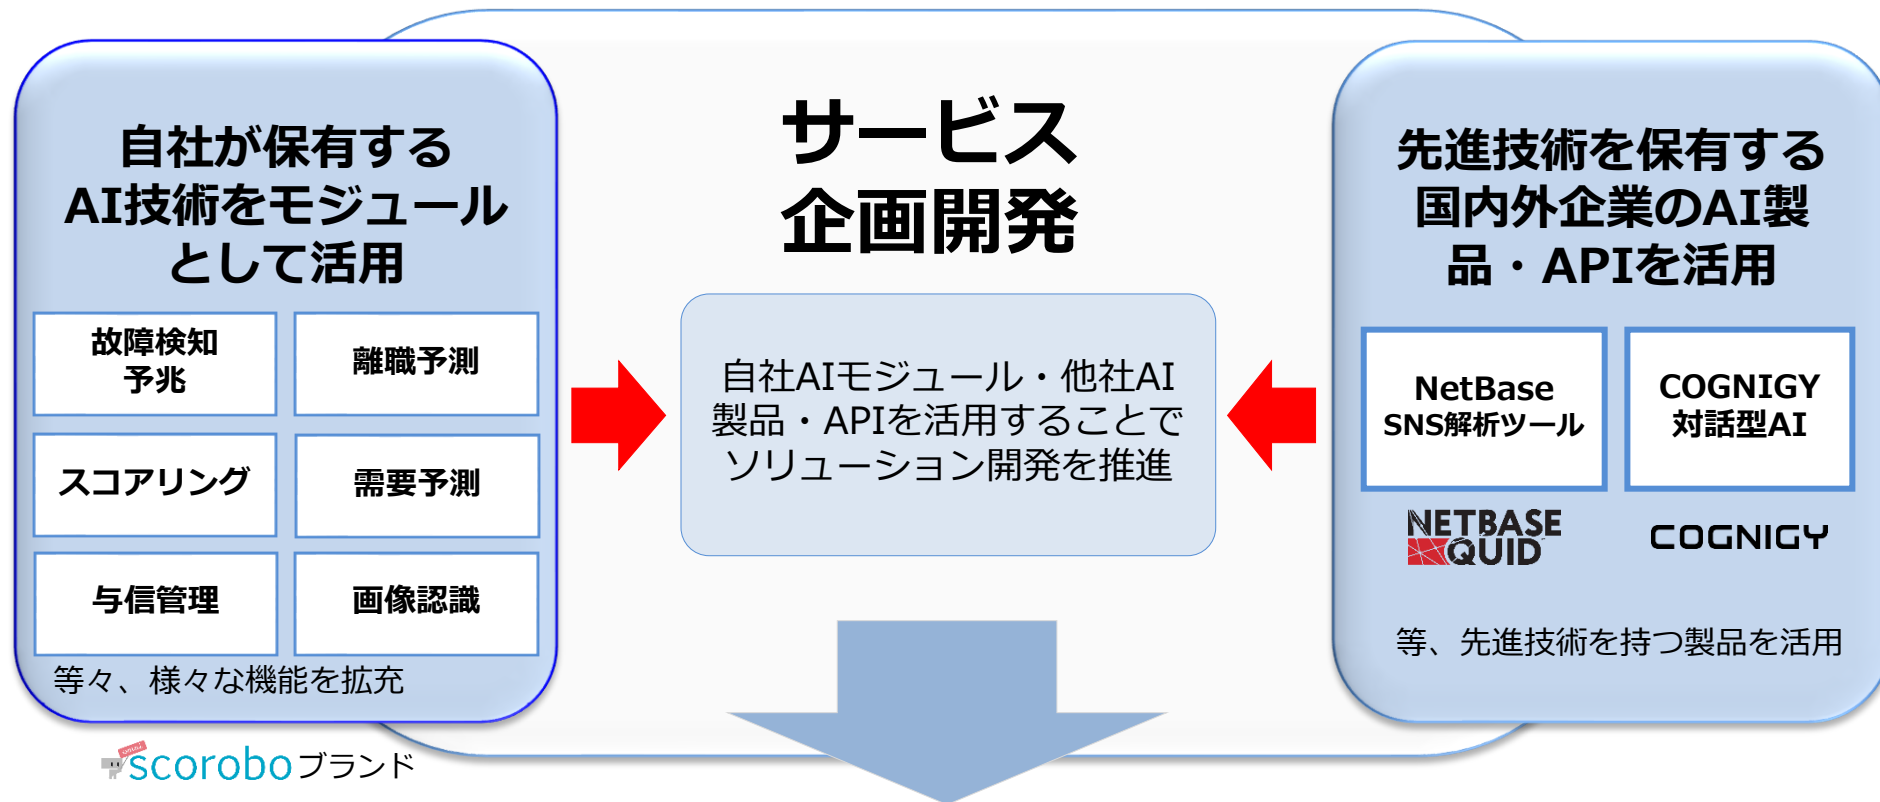 自社が保有する
AI技術をモジュール
として活用
故障検知
予兆
離職予測
スコアリング
需要予測
与信管理
画像認識
等々、様々な機能を拡充
scoroboブランド
サービス
企画開発
自社AIモジュール・他社AI
製品・APIを活用することで
ソリューション開発を推進
先進技術を保有する
国内外企業のAI製
品・APIを活用
NetBase
SNS解析ツール
COGNIGY
対話型AI
NETBASE
QUID
COGNIGY
等、先進技術を持つ製品を活用